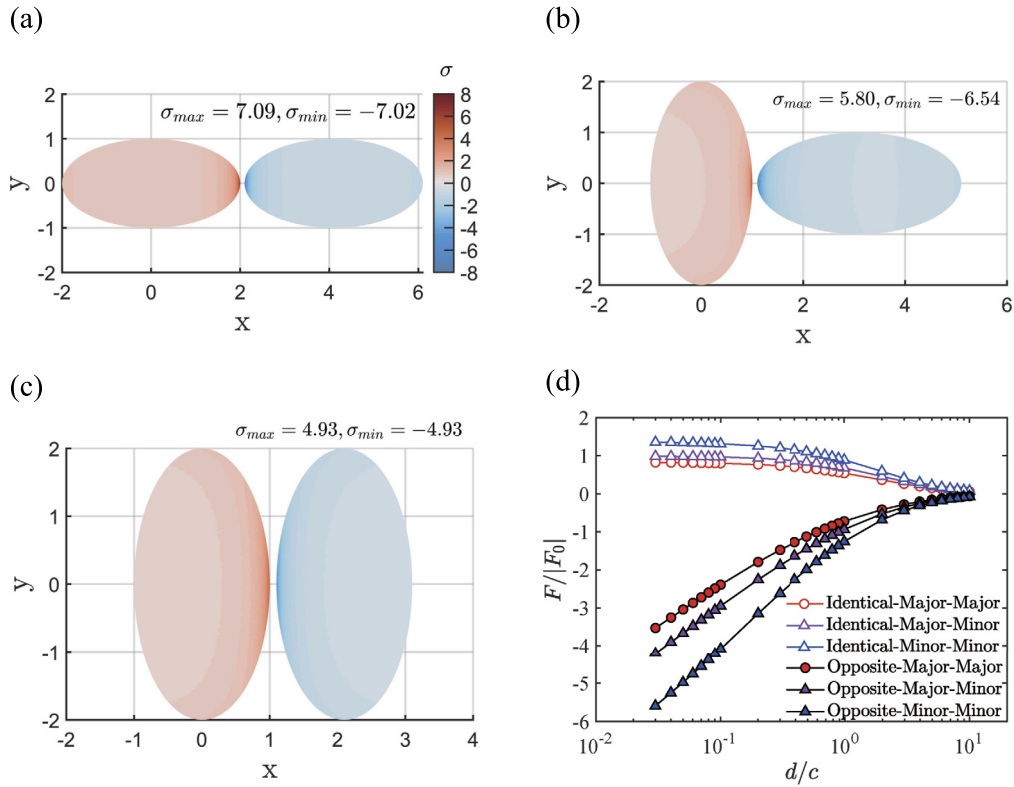 (a)
(b)
σ
2
1
0
-1
-2
y
σmax = 7.09, σmin = −7.02
8
6
4
2
0
-2
-4
-6
-8
-2
0
2
4
6
x
2
1
0
-1
-2
y
σmax = 5.80, σmin = −6.54
-2
0
2
4
6
x
(c)
(d)
σmax = 4.93, σmin = −4.93
2
1
0
-1
-2
y
-2
-1
0
1
2
3
4
x
2
1
0
-1
-2
-3
-4
-5
-6
F/|F0|
Identical-Major-Major
Identical-Major-Minor
Identical-Minor-Minor
Opposite-Major-Major
Opposite-Major-Minor
Opposite-Minor-Minor
10⁻²
10⁻¹
10⁰
10¹
d/c